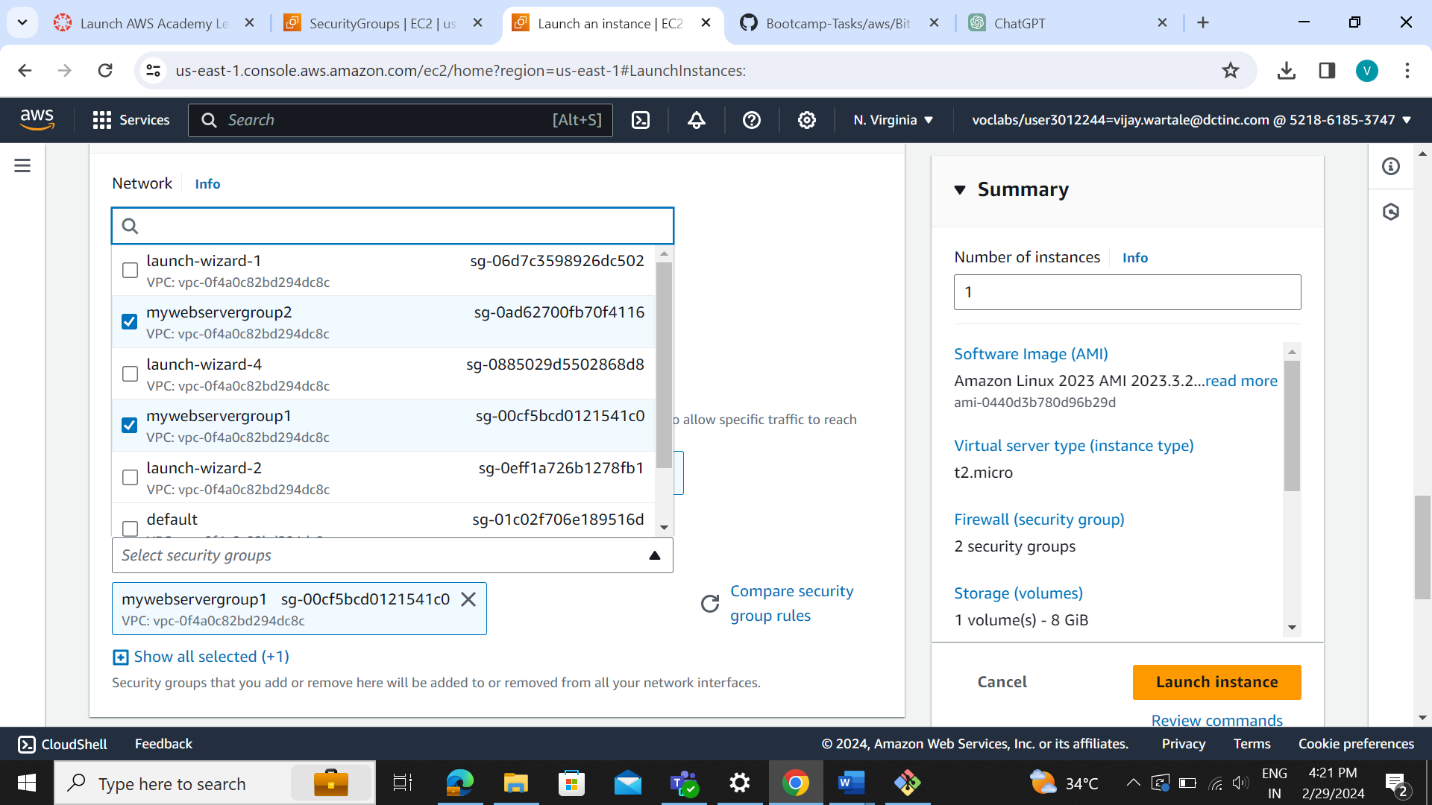 Launch AWS Academy Le
SecurityGroups | EC2 | us
Launch an instance | EC2
Bootcamp-Tasks/aws/Bit
ChatGPT
us-east-1.console.aws.amazon.com/ec2/home?region=us-east-1#LaunchInstances:
V
aws
Services
Search
[Alt+S]
N. Virginia
voclabs/user3012244=vijay.wartale@dctinc.com @ 5218-6185-3747
Network
Info
launch-wizard-1 sg-06d7c3598926dc502
VPC: vpc-0f4a0c82bd294dc8c
mywebservergroup2 sg-0ad62700fb70f4116
VPC: vpc-0f4a0c82bd294dc8c
launch-wizard-4 sg-0885029d5502868d8
VPC: vpc-0f4a0c82bd294dc8c
mywebservergroup1 sg-00cf5bcd0121541c0
VPC: vpc-0f4a0c82bd294dc8c
launch-wizard-2 sg-0eff1a726b1278fb1
VPC: vpc-0f4a0c82bd294dc8c
default sg-01c02f706e189516d
o allow specific traffic to reach
Select security groups
mywebservergroup1 sg-00cf5bcd0121541c0
VPC: vpc-0f4a0c82bd294dc8c
Compare security
group rules
Show all selected (+1)
Security groups that you add or remove here will be added to or removed from all your network interfaces.
Summary
Number of instances
Info
1
Software Image (AMI)
Amazon Linux 2023 AMI 2023.3.2...read more
ami-0440d3b780d96b29d
Virtual server type (instance type)
t2.micro
Firewall (security group)
2 security groups
Storage (volumes)
1 volume(s) - 8 GiB
Cancel
Launch instance
Review commands
CloudShell
Feedback
© 2024, Amazon Web Services, Inc. or its affiliates.
Privacy
Terms
Cookie preferences
Type here to search
34°C
ENG
IN
4:21 PM
2/29/2024
2